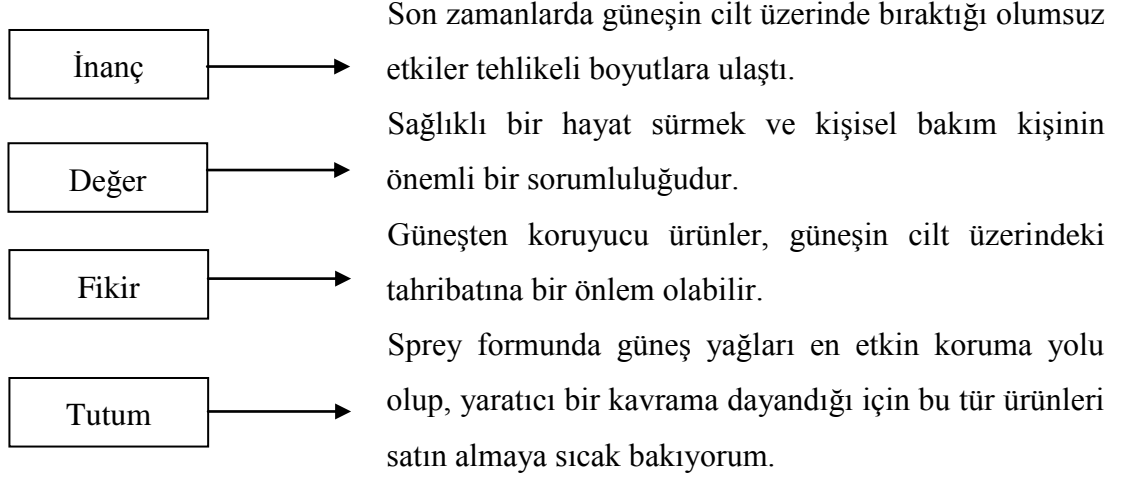 Son zamanlarda güneşin cilt üzerinde bıraktığı olumsuz
İnanç
etkiler tehlikeli boyutlara ulaştı.
Sağlıklı bir hayat sürmek ve kişisel bakım kişinin
Değer
önemli bir sorumluluğudur.
Güneşten koruyucu ürünler, güneşin cilt üzerindeki
Fikir
tahribatına bir önlem olabilir.
Sprey formunda güneş yağları en etkin koruma yolu
Tutum
olup, yaratıcı bir kavrama dayandığı için bu tür ürünleri
satın almaya sıcak bakıyorum.